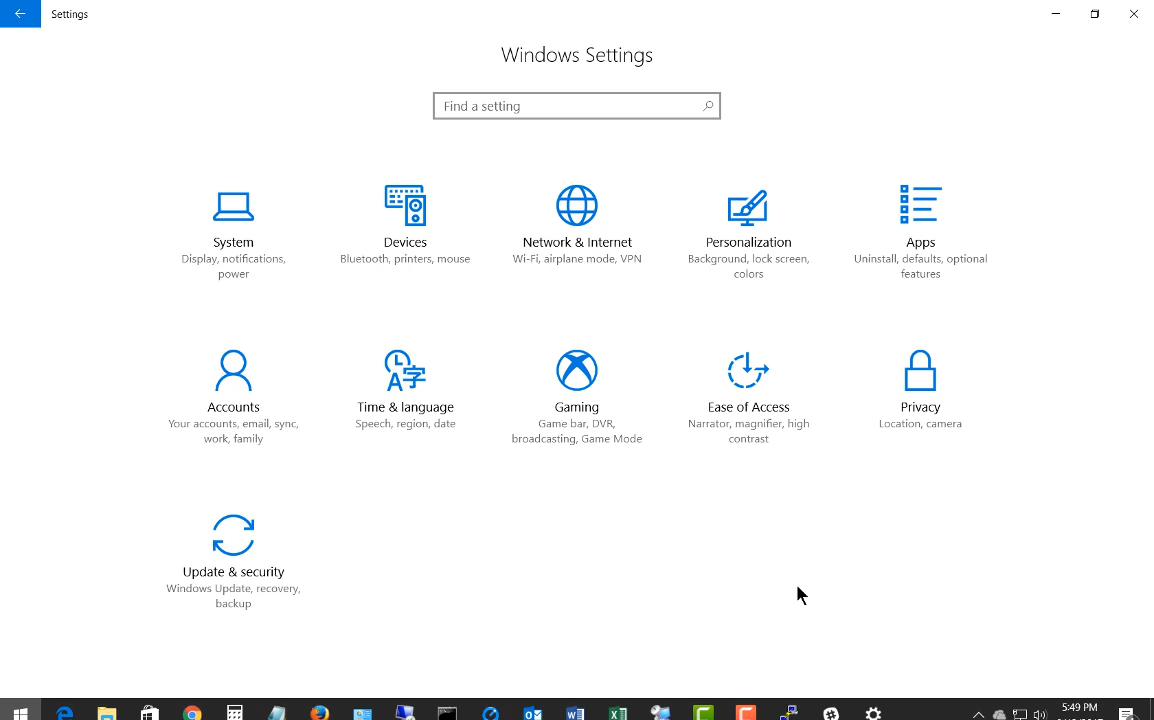 Settings
Windows Settings
Find a setting
System
Display, notifications,
power
Devices
Bluetooth, printers, mouse
Network & Internet
Wi-Fi, airplane mode, VPN
Personalization
Background, lock screen,
colors
Apps
Uninstall, defaults, optional
features
Accounts
Your accounts, email, sync,
work, family
Time & language
Speech, region, date
Gaming
Game bar, DVR,
broadcasting, Game Mode
Ease of Access
Narrator, magnifier, high
contrast
Privacy
Location, camera
Update & security
Windows Update, recovery,
backup
5:49 PM